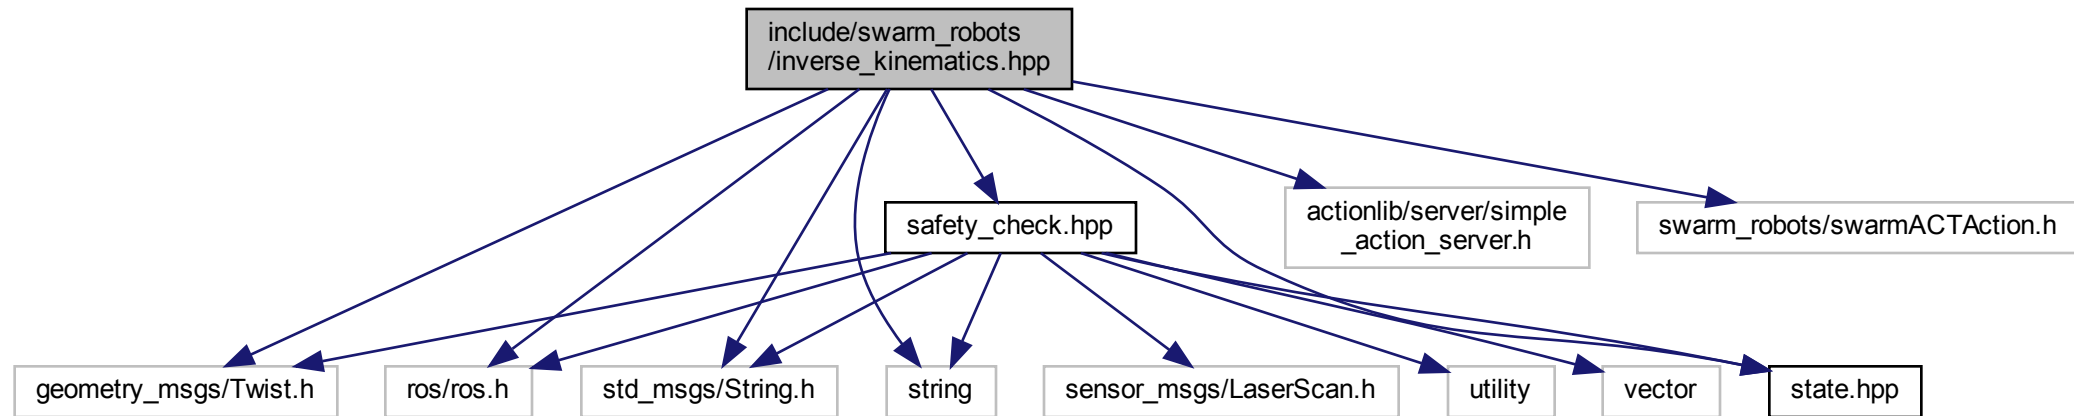 include/swarm_robots
/inverse_kinematics.hpp
safety_check.hpp
actionlib/server/simple
_action_server.h
swarm_robots/swarmACTAction.h
geometry_msgs/Twist.h
ros/ros.h
std_msgs/String.h
string
sensor_msgs/LaserScan.h
utility
vector
state.hpp